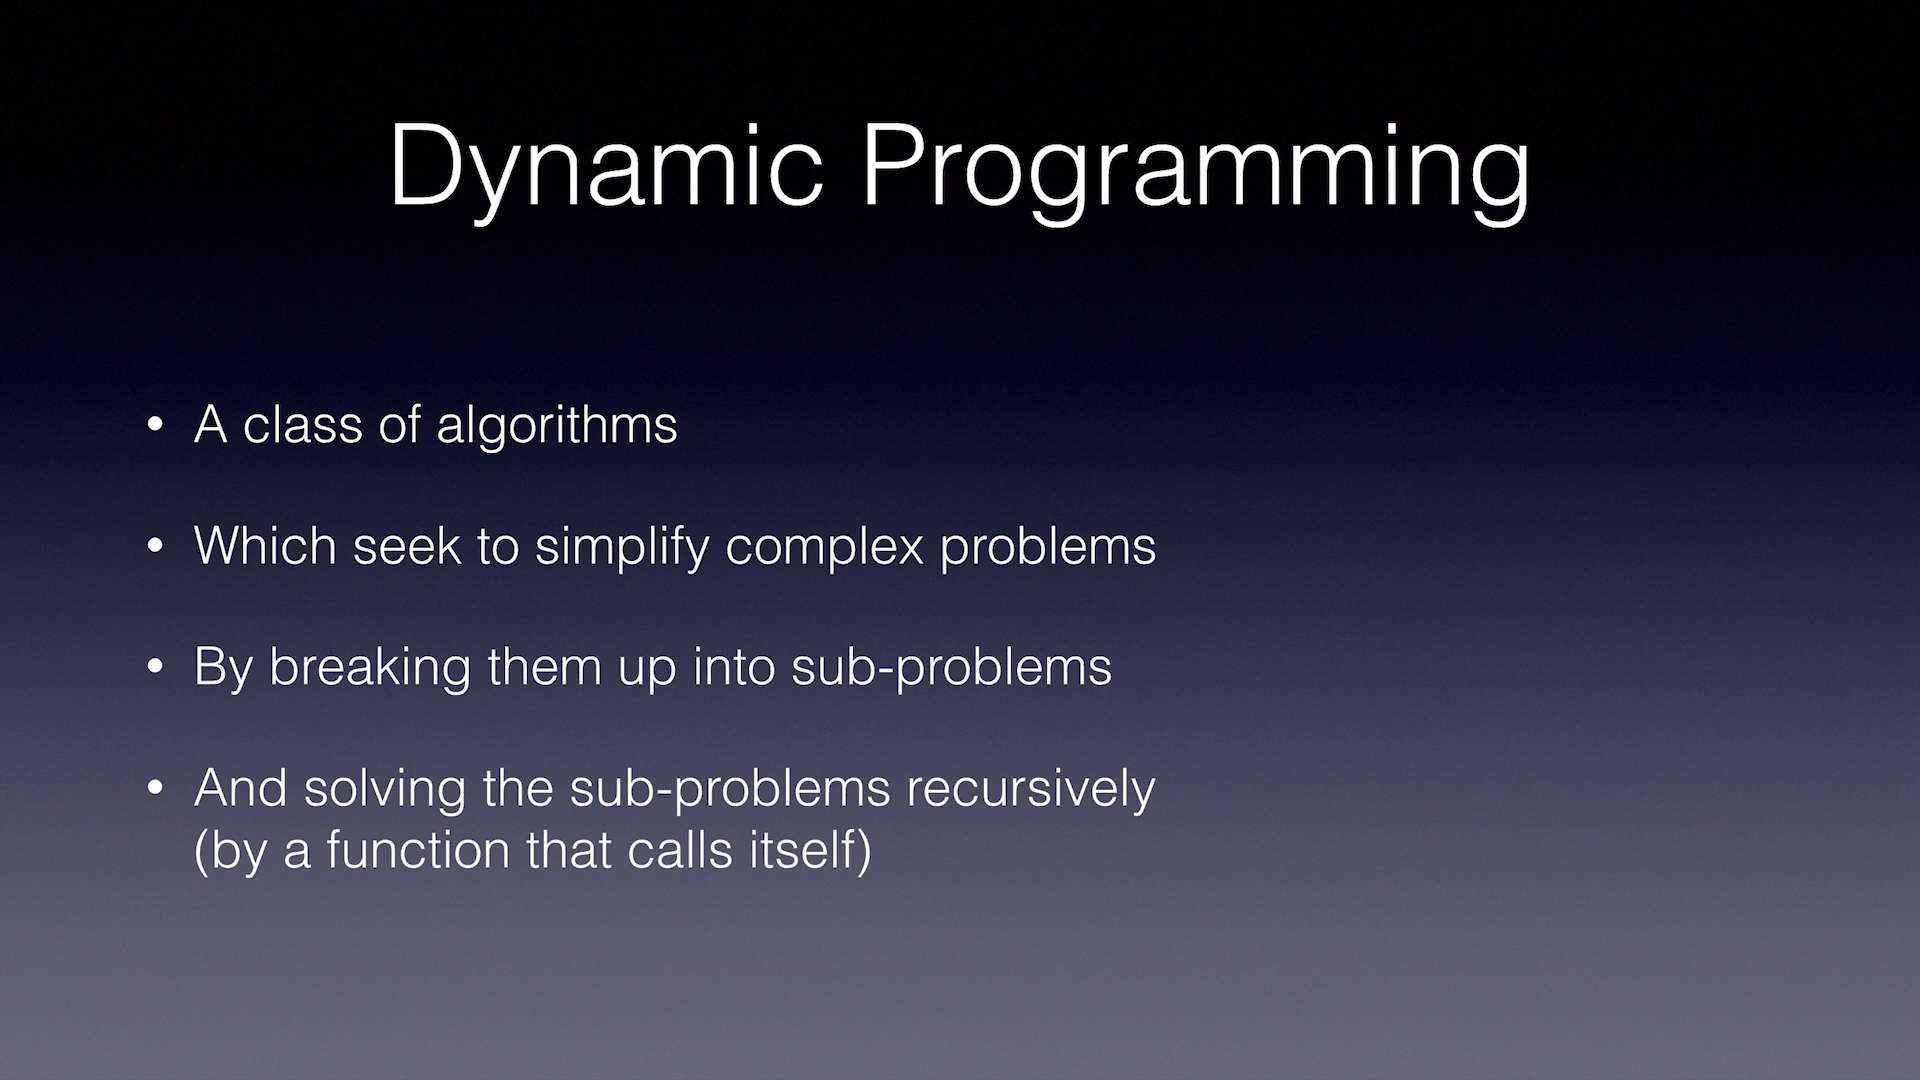 Dynamic Programming
• A class of algorithms
• Which seek to simplify complex problems
• By breaking them up into sub-problems
• And solving the sub-problems recursively
(by a function that calls itself)